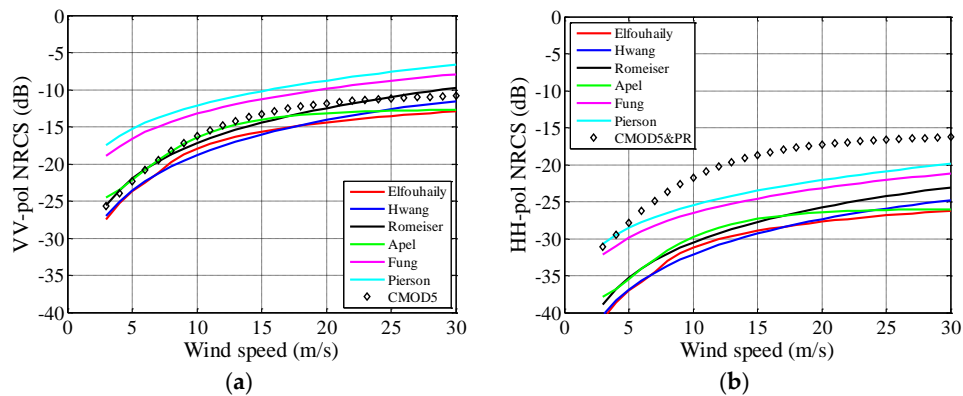 0
-5
-10
-15
-20
-25
-30
-35
-40
VV-pol NRCS (dB)
0 5 10 15 20 25 30
Wind speed (m/s)
Elfouhaily
Hwang
Romeiser
Apel
Fung
Pierson
CMOD5
(a)
0
-5
-10
-15
-20
-25
-30
-35
-40
HH-pol NRCS (dB)
0 5 10 15 20 25 30
Wind speed (m/s)
Elfouhaily
Hwang
Romeiser
Apel
Fung
Pierson
CMOD5&PR
(b)